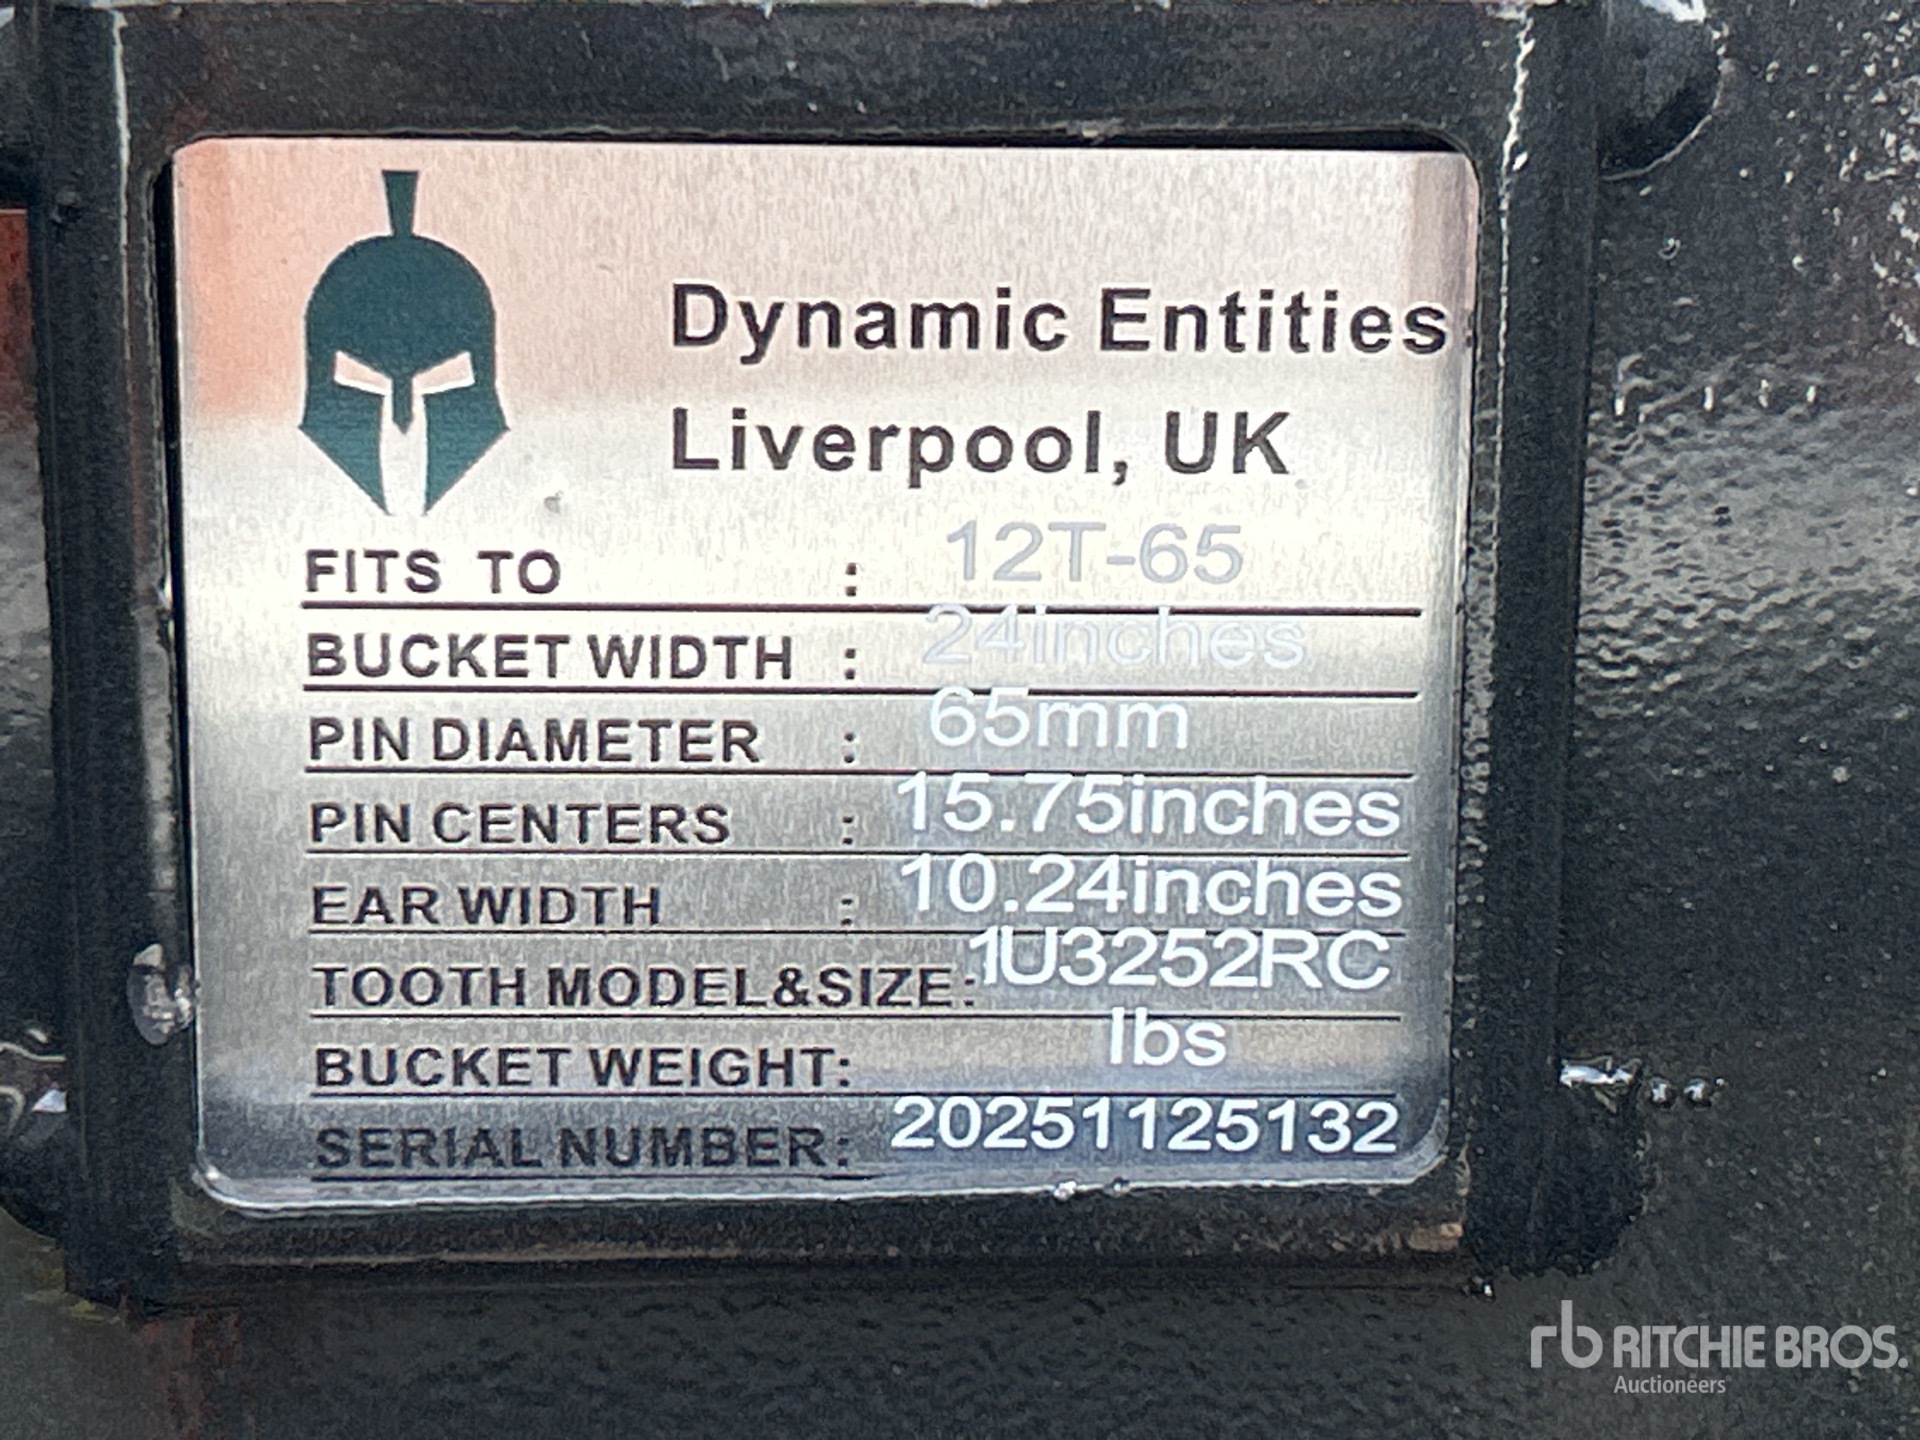 Dynamic Entities
Liverpool, UK
FITS TO : 12T-65
BUCKET WIDTH : 24inches
PIN DIAMETER : 65mm
PIN CENTERS : 15.75inches
EAR WIDTH : 10.24inches
TOOTH MODEL&SIZE: 1U3252RC
BUCKET WEIGHT: lbs
SERIAL NUMBER: 20251125132
rb RITCHIE BROS.
Auctioneers